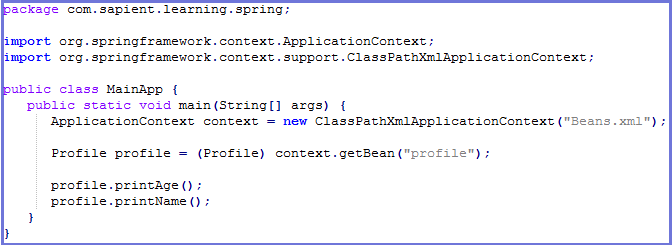 package com.sapient.learning.spring;
import org.springframework.context.ApplicationContext;
import org.springframework.context.support.ClassPathXmlApplicationContext;
public class MainApp {
public static void main(String[] args) {
ApplicationContext context = new ClassPathXmlApplicationContext("Beans.xml");
Profile profile = (Profile) context.getBean("profile");
profile.printAge();
profile.printName();
}
}